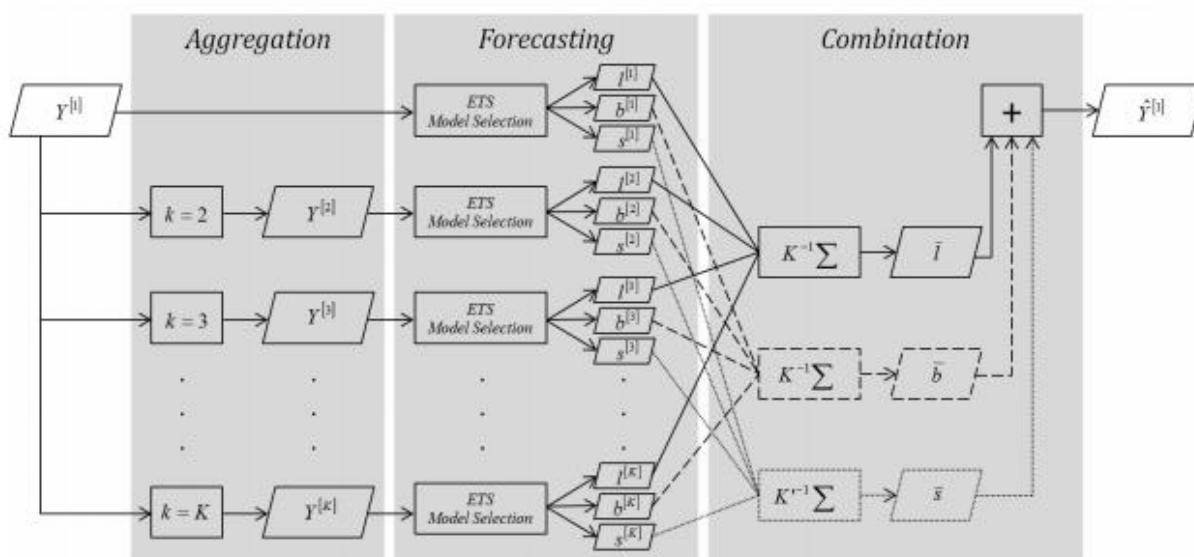 Aggregation Forecasting Combination
Y^[1]
ETS
Model Selection
l^[1]
b^[1]
s^[1]
+
Ŷ^[1]
k = 2
Y^[2]
ETS
Model Selection
l^[2]
b^[2]
s^[2]
K^-1 ∑
l̄
k = 3
Y^[3]
ETS
Model Selection
l^[3]
b^[3]
s^[3]
K^-1 ∑
b̄
k = K
Y^[K]
ETS
Model Selection
l^[K]
b^[K]
s^[K]
K'^-1 ∑
s̄